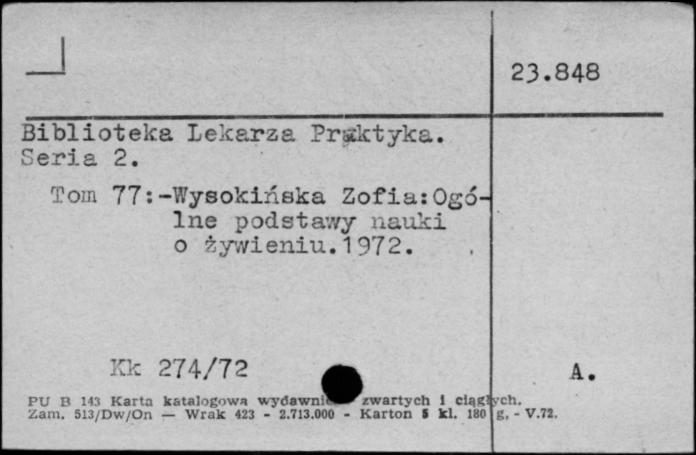 23.848
Biblioteka Lekarza Praktyka.
Seria 2.
Tom 77:-Wysokińska Zofia:Ogó-
lne podstawy nauki
o żywieniu.1972.
Kk 274/72
A.
PU B 143 Karta katalogowa wydawni zwartych i ciągłych.
Zam. 513/Dw/On — Wrak 423 - 2.713.000 - Karton 5 kl. 180 g. - V.72.